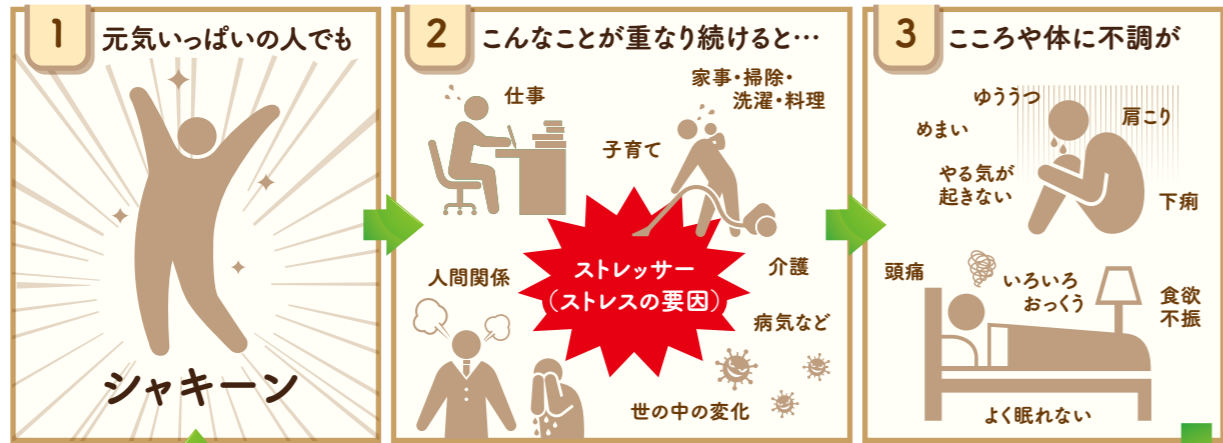 1
元気いっぱいの人でも
シャキーン
2
こんなことが重なり続けると…
仕事
家事・掃除・
洗濯・料理
子育て
ストレッサー
(ストレスの要因)
人間関係
介護
病気など
世の中の変化
3
こころや体に不調が
ゆううつ
肩こり
めまい
やる気が
起きない
下痢
頭痛
いろいろ
おっくう
食欲
不振
よく眠れない